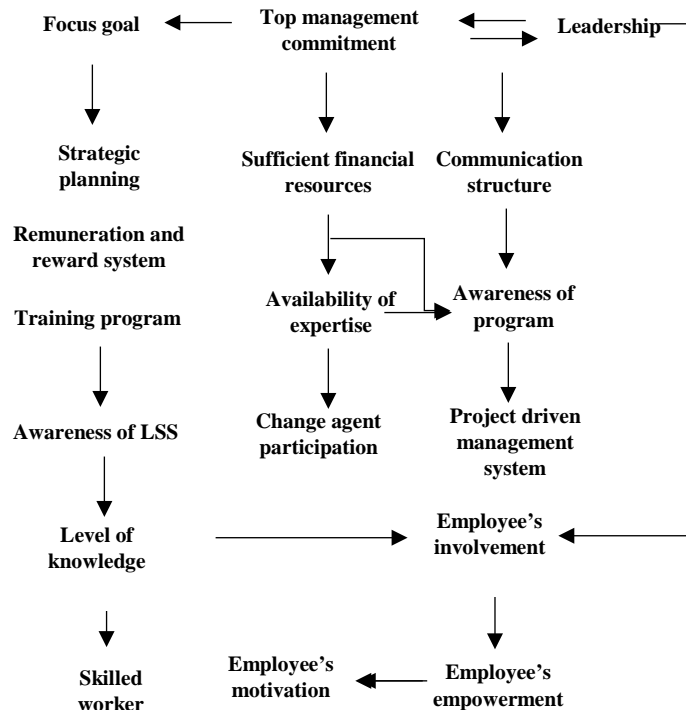 Focus goal
Top management
commitment
Leadership
Strategic
planning
Sufficient financial
resources
Communication
structure
Remuneration and
reward system
Training program
Availability of
expertise
Awareness of
program
Awareness of LSS
Change agent
participation
Project driven
management
system
Level of
knowledge
Employee’s
involvement
Skilled
worker
Employee’s
motivation
Employee’s
empowerment